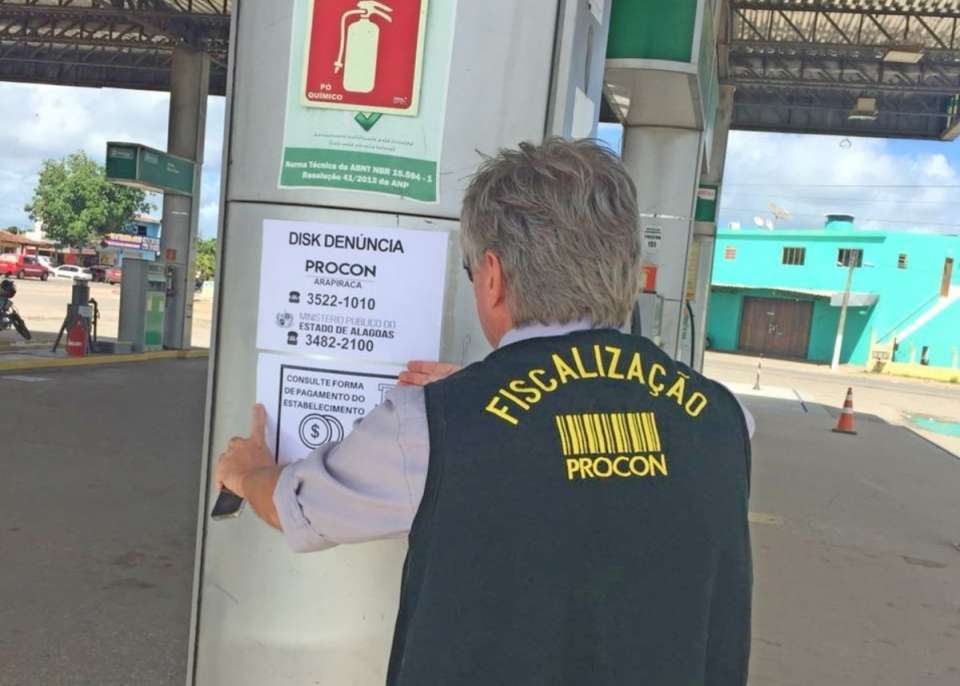 PÓ
QUÍMICO
Norma Técnica da ABNT NBR 15.594-1
Resolução 41/2013 da ANP
DISK DENÚNCIA
PROCON
ARAPIRACA
3522-1010
MINISTÉRIO PÚBLICO DO
ESTADO DE ALAGOAS
3482-2100
CONSULTE FORMA
DE PAGAMENTO DO
ESTABELECIMENTO
$
FISCALIZAÇÃO
PROCON